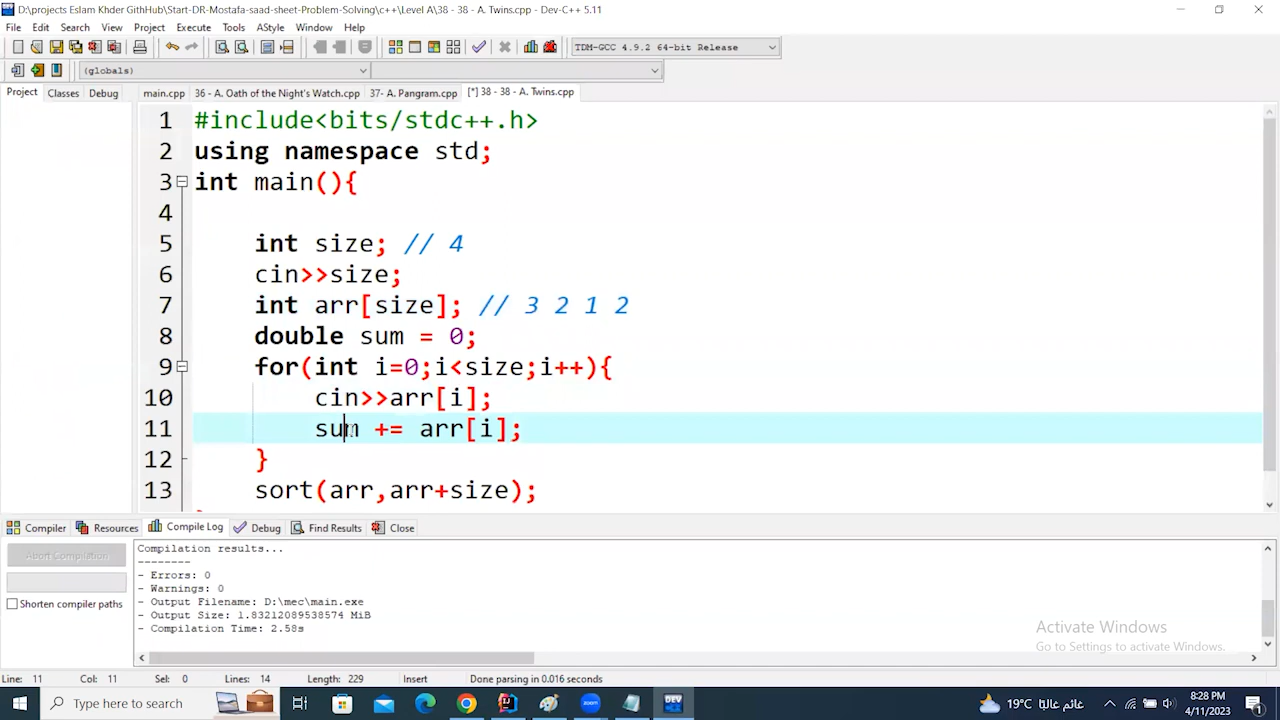 D:\projects Eslam Khder GitHgHub\Start-DR-Mostafa-saad-sheet-Problem-Solving\c++\Level A\38 - 38 - A. Twins.cpp - Dev-C++ 5.11
File Edit Search View Project Execute Tools AStyle Window Help
TDM-GCC 4.9.2 64-bit Release
(globals)
Project Classes Debug main.cpp 36 - A. Oath of the Night's Watch.cpp 37- A. Pangram.cpp [*] 38 - 38 - A. Twins.cpp
1 #include<bits/stdc++.h>
2 using namespace std;
3 int main(){
4
5 int size; // 4
6 cin>>size;
7 int arr[size]; // 3 2 1 2
8 double sum = 0;
9 for(int i=0;i<size;i++){
10 cin>>arr[i];
11 sum += arr[i];
12 }
13 sort(arr,arr+size);
Compiler Resources Compile Log Debug Find Results Close
Abort Compilation
Shorten compiler paths
Compilation results...
--------
- Errors: 0
- Warnings: 0
- Output Filename: D:\mec\main.exe
- Output Size: 1.83212089538574 MiB
- Compilation Time: 2.58s
Activate Windows
Go to Settings to activate Windows.
Line: 11 Col: 11 Sel: 0 Lines: 14 Length: 229 Insert Done parsing in 0.016 seconds
Type here to search
DEV
zoom
19°C غائم غالبًا
8:28 PM
4/11/2023
1